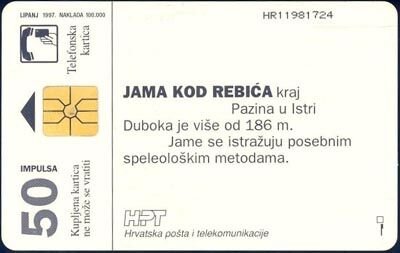 LIPANJ 1997. NAKLADA 100.000
HR11981724
Telefonska
kartica
JAMA KOD REBIĆA kraj
Pazina u Istri
Duboka je više od 186 m.
Jame se istražuju posebnim
speleološkim metodama.
50
IMPULSA
Kupljena kartica
ne može se vratiti
HPT
Hrvatska pošta i telekomunikacije